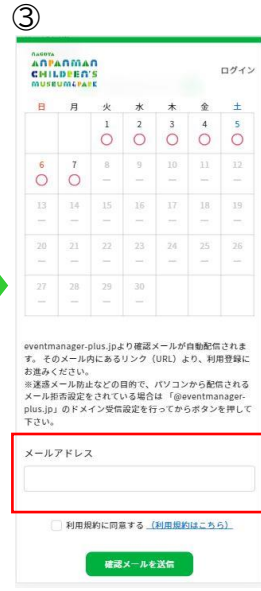 ③
NAGOYA
ANPANMAN
CHILDREN'S
MUSEUM & PARK
ログイン
日 月 火 水 木 金 土
1 2 3 4 5
○ ○ ○ ○ ○
6 7 8 9 10 11 12
○ ○ — — — — —
13 14 15 16 17 18 19
— — — — — — —
20 21 22 23 24 25 26
— — — — — — —
27 28 29 30
— — — —
eventmanager-plus.jpより確認メールが自動配信されま
す。そのメール内にあるリンク（URL）より、利用登録に
お進みください。
※迷惑メール防止などの目的で、パソコンから配信される
メール拒否設定をされている場合は「@eventmanager-
plus.jp」のドメイン受信設定を行ってからボタンを押して
下さい。
メールアドレス
利用規約に同意する （利用規約はこちら）
確認メールを送信